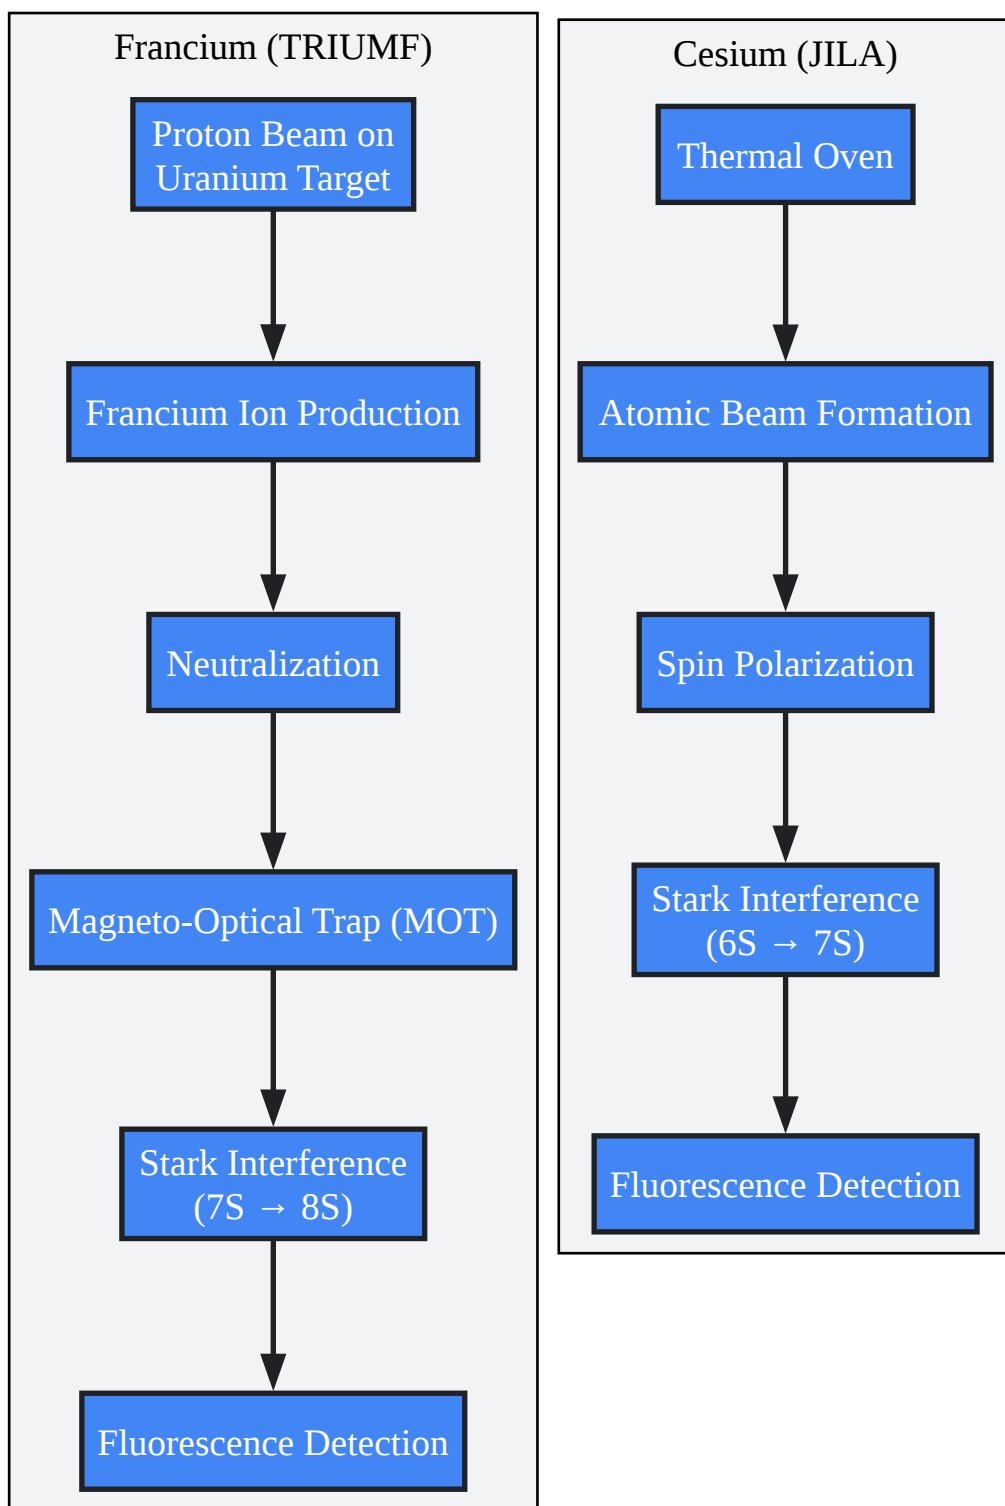 Francium (TRIUMF)
Proton Beam on
Uranium Target
Francium Ion Production
Neutralization
Magneto-Optical Trap (MOT)
Stark Interference
(7S → 8S)
Fluorescence Detection
Cesium (JILA)
Thermal Oven
Atomic Beam Formation
Spin Polarization
Stark Interference
(6S → 7S)
Fluorescence Detection